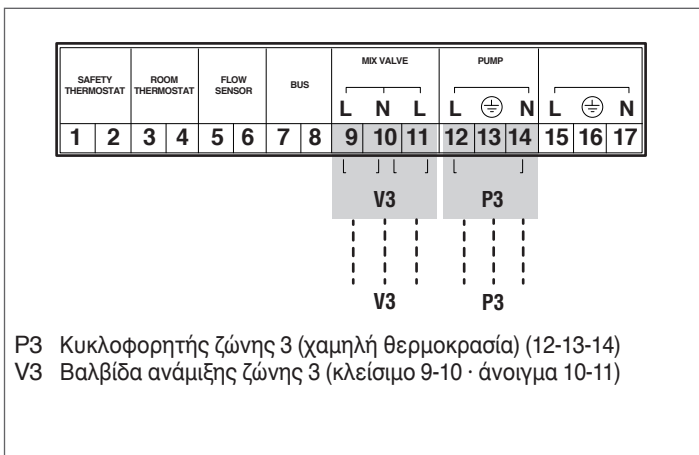 MIX VALVE PUMP
SAFETY ROOM FLOW BUS
THERMOSTAT THERMOSTAT SENSOR
L N L L N L N
1 2 3 4 5 6 7 8 9 10 11 12 13 14 15 16 17
V3 P3
V3 P3
P3 Κυκλοφορητής ζώνης 3 (χαμηλή θερμοκρασία) (12-13-14)
V3 Βαλβίδα ανάμιξης ζώνης 3 (κλείσιμο 9-10 · άνοιγμα 10-11)